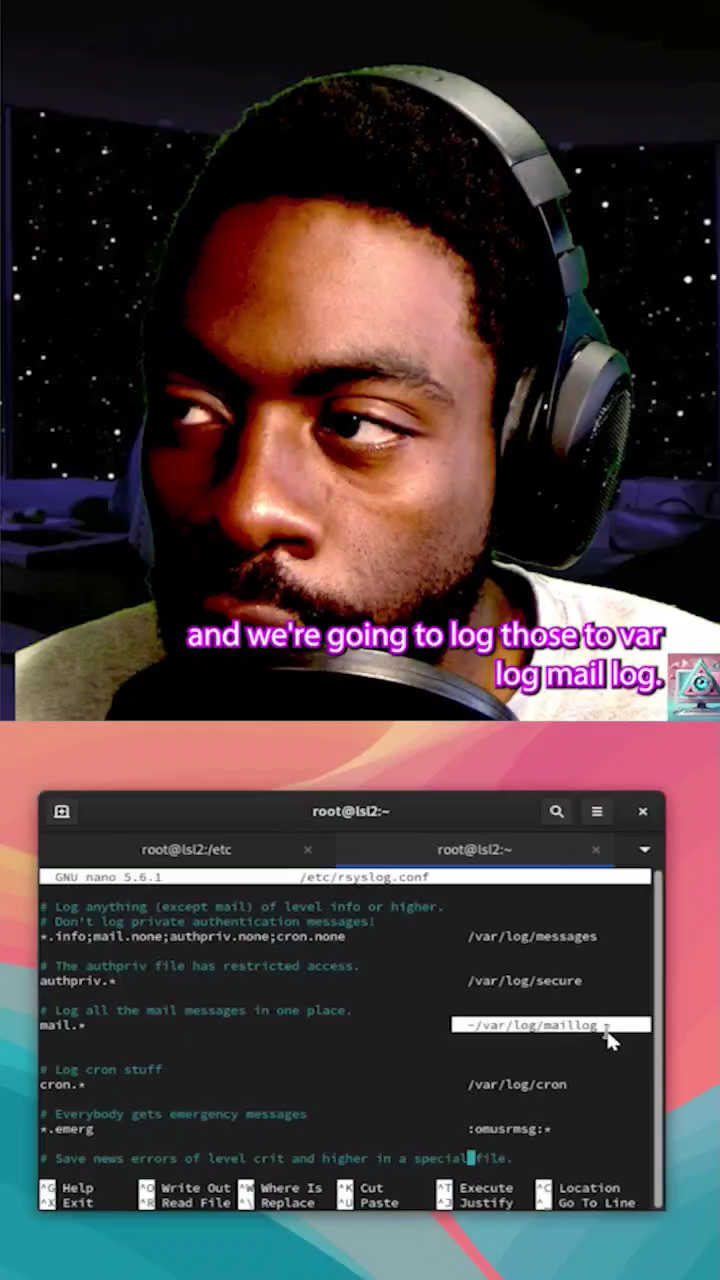 and we're going to log those to var
log mail log.
root@lsl2:~
root@lsl2:/etc
root@lsl2:~
GNU nano 5.6.1 /etc/rsyslog.conf
# Log anything (except mail) of level info or higher.
# Don't log private authentication messages!
*.info;mail.none;authpriv.none;cron.none /var/log/messages
# The authpriv file has restricted access.
authpriv.* /var/log/secure
# Log all the mail messages in one place.
mail.* -/var/log/maillog
# Log cron stuff
cron.* /var/log/cron
# Everybody gets emergency messages
*.emerg :omusrmsg:*
# Save news errors of level crit and higher in a special file.
^G Help ^O Write Out ^W Where Is ^K Cut ^T Execute ^C Location
^X Exit ^R Read File ^\ Replace ^U Paste ^J Justify ^_ Go To Line